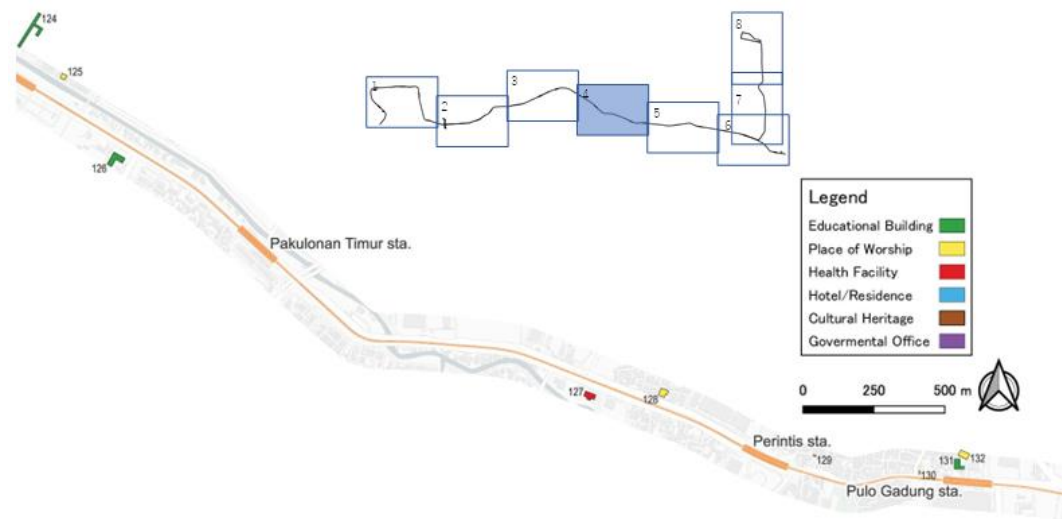 124
125
126
8
3
1
4
7
2
5
6
Legend
Educational Building
Place of Worship
Health Facility
Hotel/Residence
Cultural Heritage
Govermental Office
Pakulonan Timur sta.
0 250 500 m
127
128
Perintis sta.
129
131 132
130
Pulo Gadung sta.